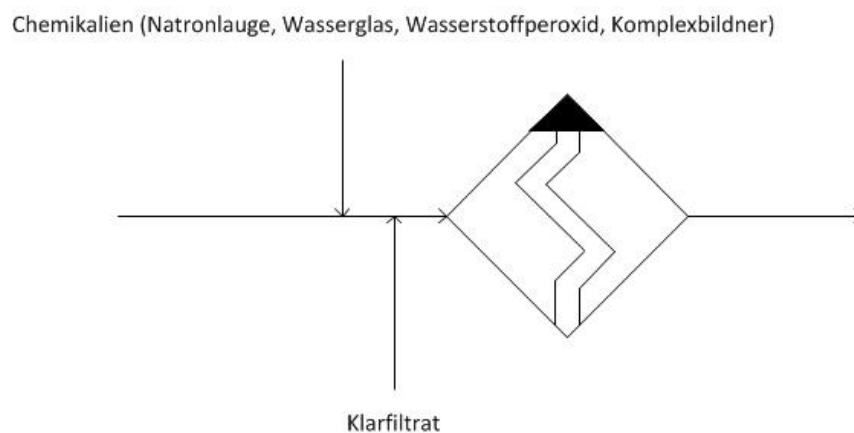 Chemikalien (Natronlauge, Wasserglas, Wasserstoffperoxid, Komplexbildner)
Klarfiltrat